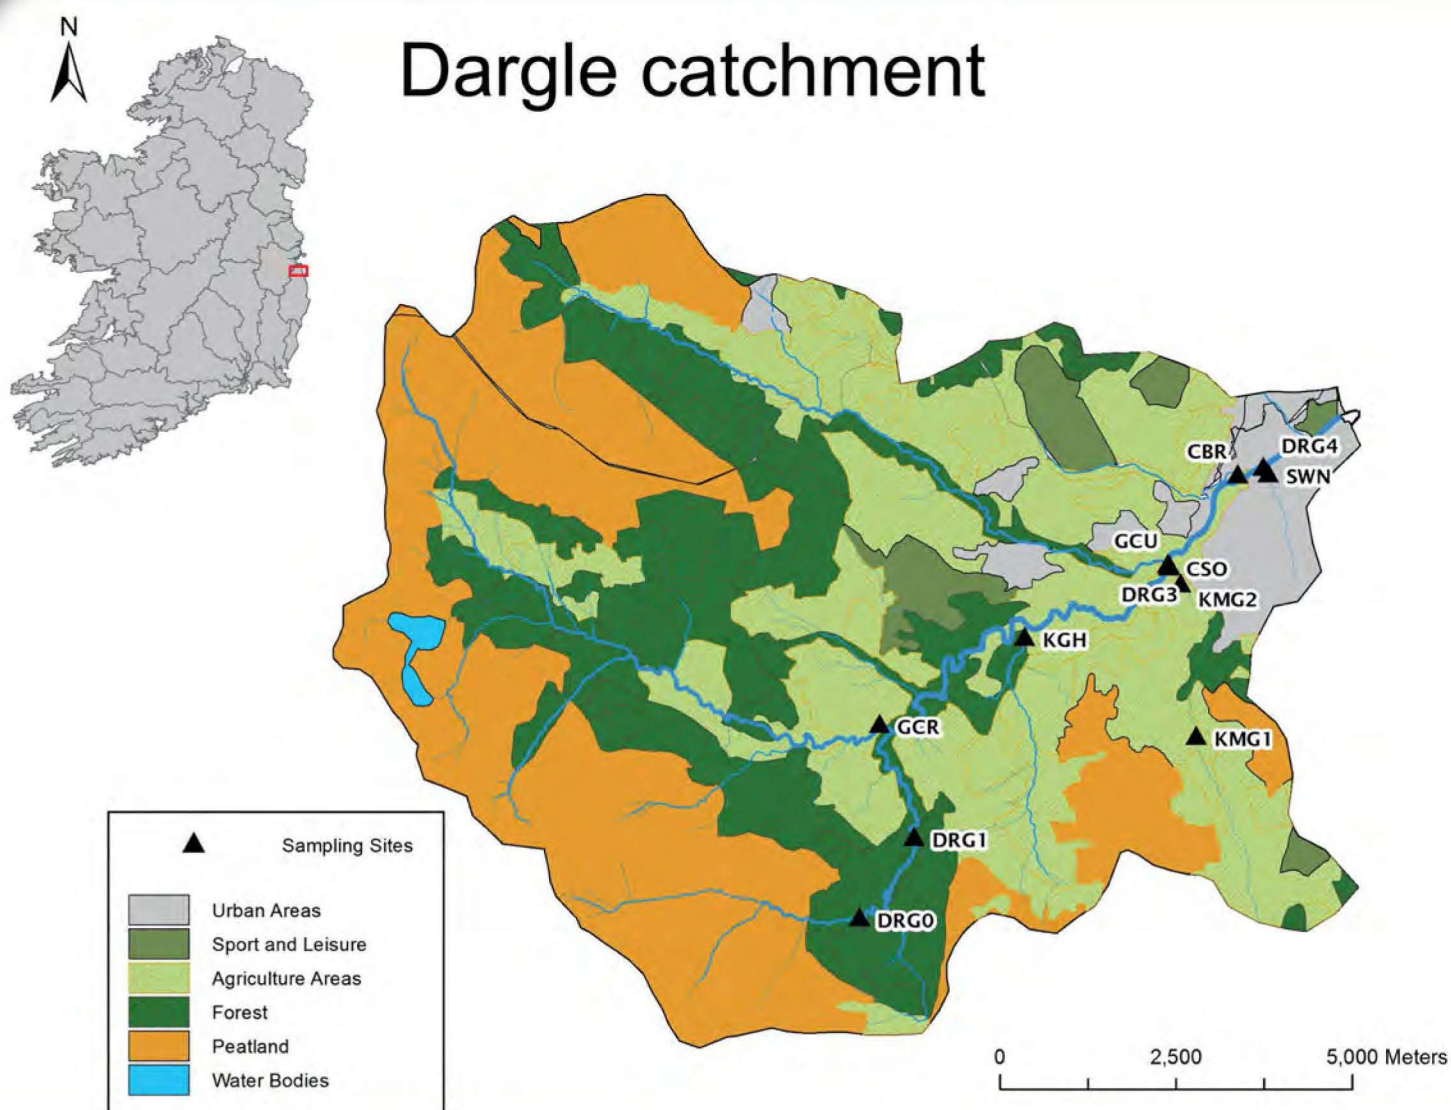 N
Dargle catchment
CBR
DRG4
SWN
GCU
CSO
DRG3
KMG2
KGH
GCR
KMG1
DRG1
DRG0
Sampling Sites
Urban Areas
Sport and Leisure
Agriculture Areas
Forest
Peatland
Water Bodies
0 2,500 5,000 Meters